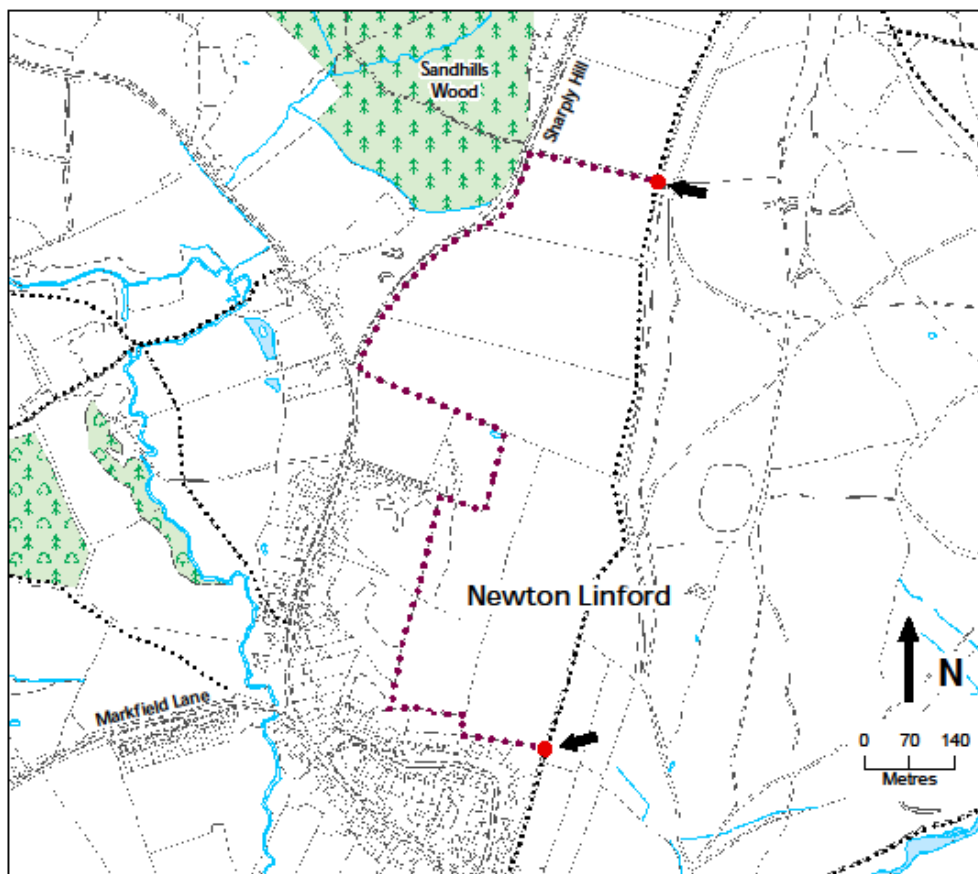 Sandhills
Wood
Sharply Hill
Newton Linford
Markfield Lane
N
0 70 140
Metres